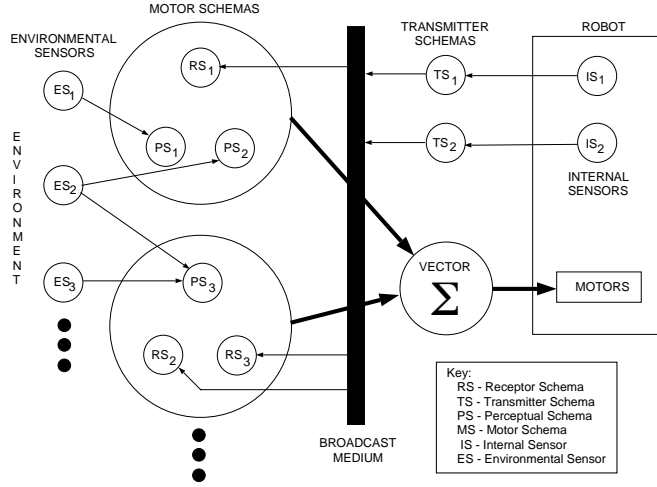 MOTOR SCHEMAS
ENVIRONMENTAL
SENSORS
TRANSMITTER
SCHEMAS
ROBOT
ES1
RS1
TS1
IS1
PS1
PS2
TS2
IS2
INTERNAL
SENSORS
ENVIRONMENT
ES2
ES3
PS3
VECTOR
Σ
MOTORS
RS2
RS3
BROADCAST
MEDIUM
Key:
RS - Receptor Schema
TS - Transmitter Schema
PS - Perceptual Schema
MS - Motor Schema
IS - Internal Sensor
ES - Environmental Sensor